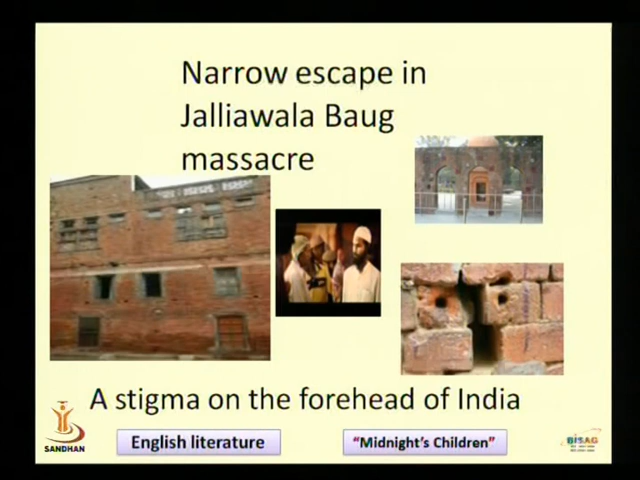 Narrow escape in
Jalliawala Baug
massacre
A stigma on the forehead of India
SANDHAN
English literature
“Midnight’s Children”
BISAG